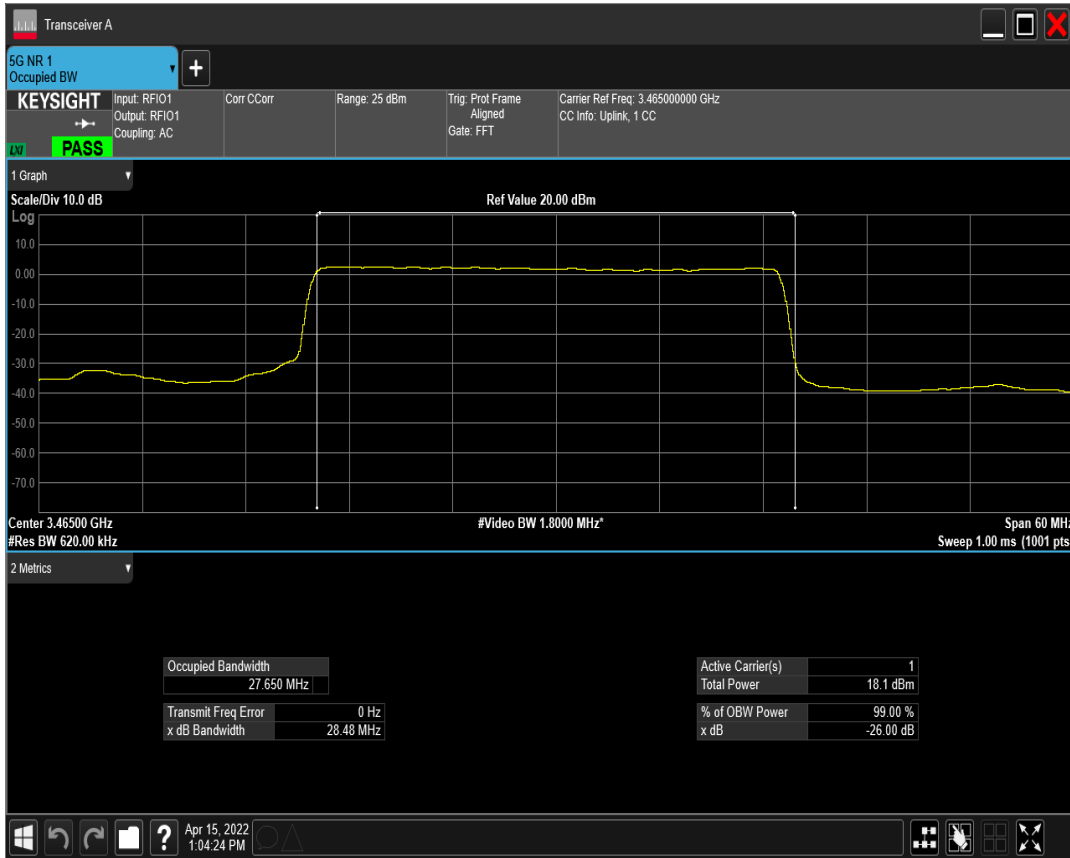 Transceiver A
5G NR 1
Occupied BW
KEYSIGHT
Input: RFIO1
Output: RFIO1
Coupling: AC
Corr CCorr
Range: 25 dBm
Trig: Prot Frame
Aligned
Gate: FFT
Carrier Ref Freq: 3.465000000 GHz
CC Info: Uplink, 1 CC
LXI
PASS
1 Graph
Scale/Div 10.0 dB
Ref Value 20.00 dBm
Log
10.0
0.00
-10.0
-20.0
-30.0
-40.0
-50.0
-60.0
-70.0
Center 3.46500 GHz
#Video BW 1.8000 MHz*
Span 60 MHz
#Res BW 620.00 kHz
Sweep 1.00 ms (1001 pts
2 Metrics
Occupied Bandwidth
27.650 MHz
Transmit Freq Error 0 Hz
x dB Bandwidth 28.48 MHz
Active Carrier(s) 1
Total Power 18.1 dBm
% of OBW Power 99.00 %
x dB -26.00 dB
?
Apr 15, 2022
1:04:24 PM